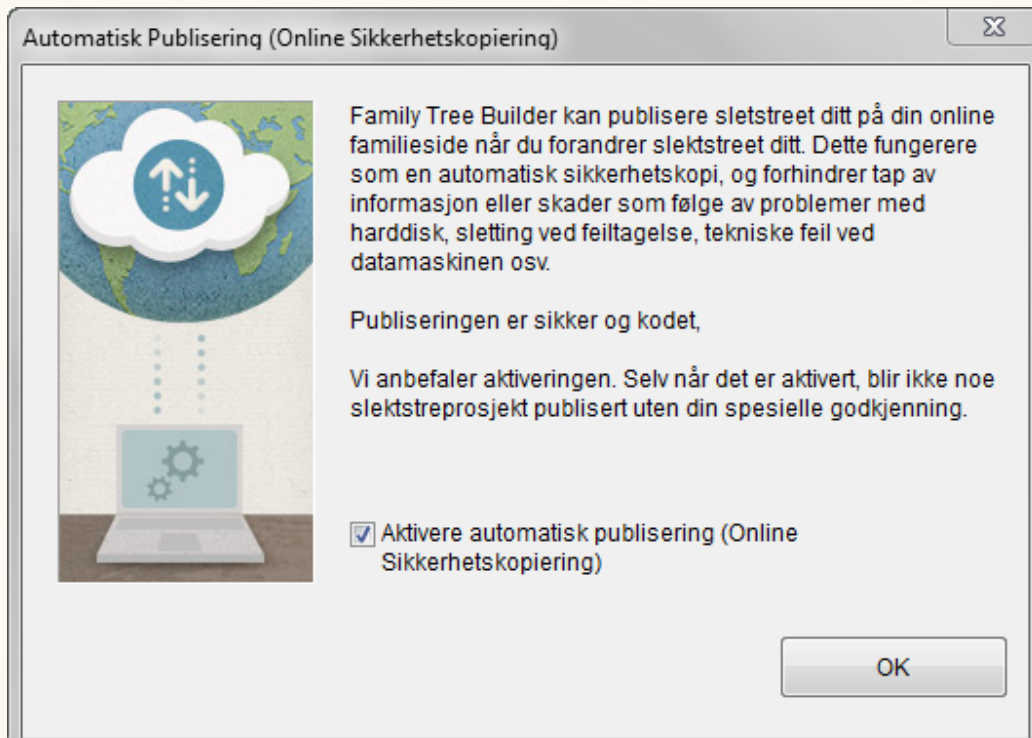 Automatisk Publisering (Online Sikkerhetskopiering)
Family Tree Builder kan publisere sletstreet ditt på din online
familieside når du forandrer slektstreet ditt. Dette fungerere
som en automatisk sikkerhetskopi, og forhindrer tap av
informasjon eller skader som følge av problemer med
harddisk, sletting ved feiltagelse, tekniske feil ved
datamaskinen osv.
Publiseringen er sikker og kodet,
Vi anbefaler aktiveringen. Selv når det er aktivert, blir ikke noe
slektstreprosjekt publisert uten din spesielle godkjenning.
Aktivere automatisk publisering (Online
Sikkerhetskopiering)
OK